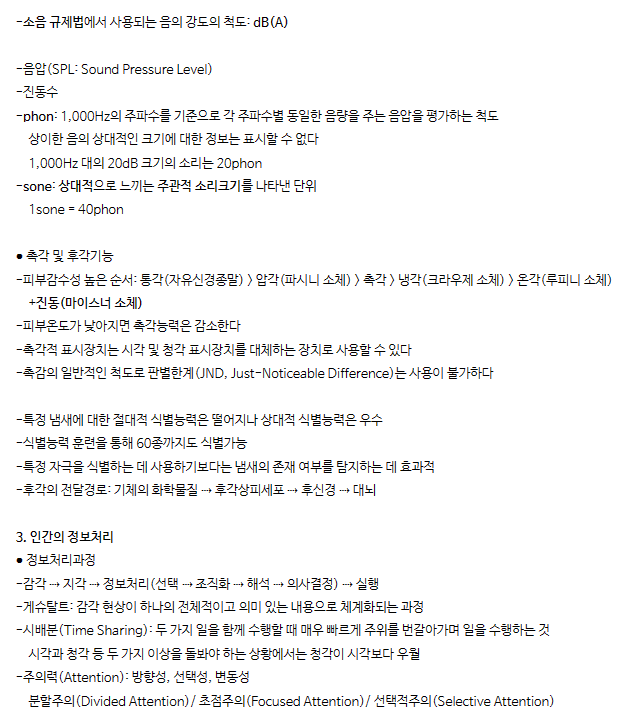 -소음 규제법에서 사용되는 음의 강도의 척도: dB(A)
-음압(SPL: Sound Pressure Level)
-진동수
-phon: 1,000Hz의 주파수를 기준으로 각 주파수별 동일한 음량을 주는 음압을 평가하는 척도
상이한 음의 상대적인 크기에 대한 정보는 표시할 수 없다
1,000Hz 대의 20dB 크기의 소리는 20phon
-sone: 상대적으로 느끼는 주관적 소리크기를 나타낸 단위
1sone = 40phon
● 촉각 및 후각기능
-피부감수성 높은 순서: 통각(자유신경종말) > 압각(파시니 소체) > 촉각 > 냉각(크라우제 소체) > 온각(루피니 소체)
+진동(마이스너 소체)
-피부온도가 낮아지면 촉각능력은 감소한다
-촉각적 표시장치는 시각 및 청각 표시장치를 대체하는 장치로 사용할 수 있다
-촉감의 일반적인 척도로 판별한계(JND, Just-Noticeable Difference)는 사용이 불가하다
-특정 냄새에 대한 절대적 식별능력은 떨어지나 상대적 식별능력은 우수
-식별능력 훈련을 통해 60종까지도 식별가능
-특정 자극을 식별하는 데 사용하기보다는 냄새의 존재 여부를 탐지하는 데 효과적
-후각의 전달경로: 기체의 화학물질 → 후각상피세포 → 후신경 → 대뇌
3. 인간의 정보처리
● 정보처리과정
-감각 → 지각 → 정보처리(선택 → 조직화 → 해석 → 의사결정) → 실행
-게슈탈트: 감각 현상이 하나의 전체적이고 의미 있는 내용으로 체계화되는 과정
-시배분(Time Sharing): 두 가지 일을 함께 수행할 때 매우 빠르게 주위를 번갈아가며 일을 수행하는 것
시각과 청각 등 두 가지 이상을 돌봐야 하는 상황에서는 청각이 시각보다 우월
-주의력(Attention): 방향성, 선택성, 변동성
분할주의(Divided Attention)/ 초점주의(Focused Attention)/ 선택적주의(Selective Attention)